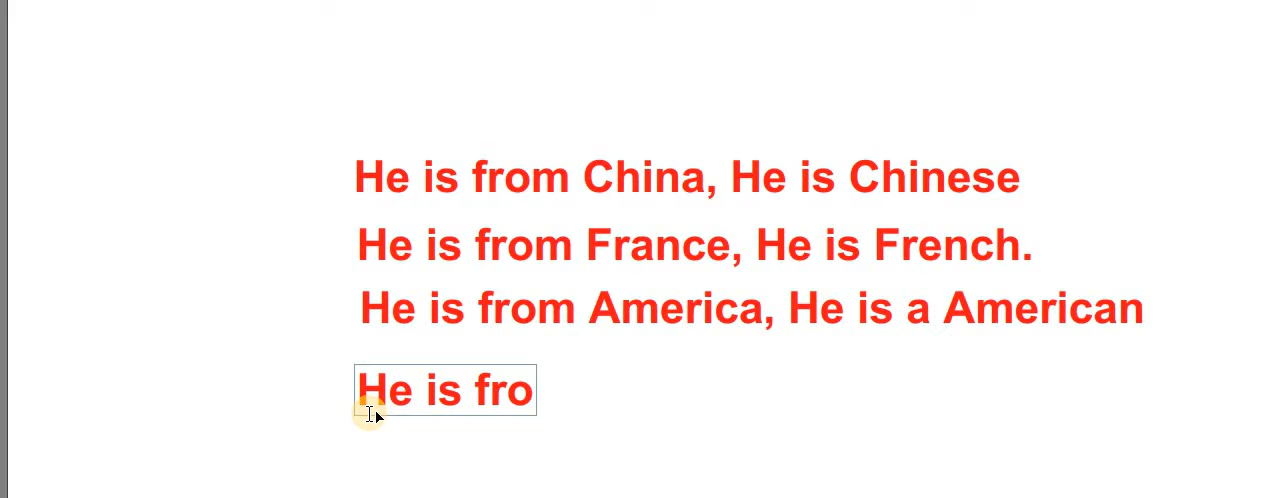 He is from China, He is Chinese
He is from France, He is French.
He is from America, He is a American
He is fro